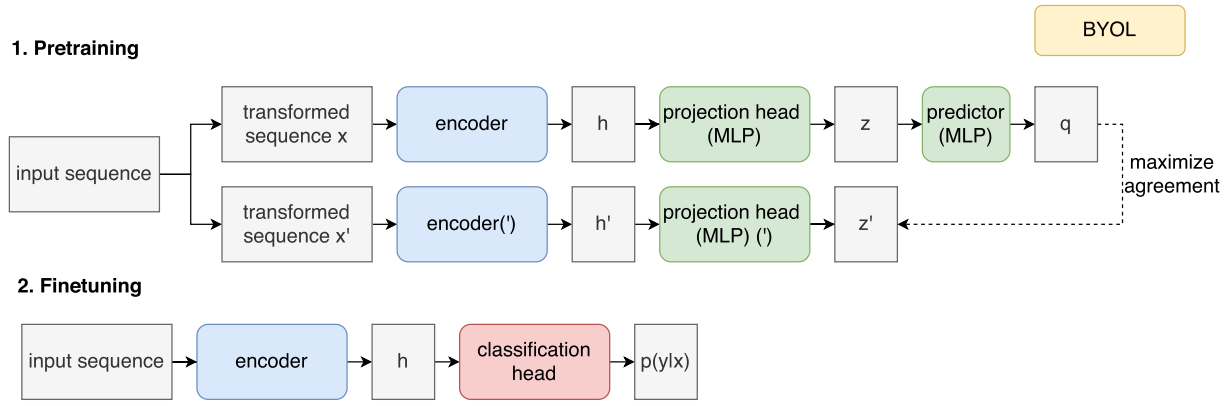 BYOL
1. Pretraining
input sequence
transformed
sequence x
encoder
h
projection head
(MLP)
z
predictor
(MLP)
q
maximize
agreement
transformed
sequence x'
encoder(')
h'
projection head
(MLP) (')
z'
2. Finetuning
input sequence
encoder
h
classification
head
p(y|x)